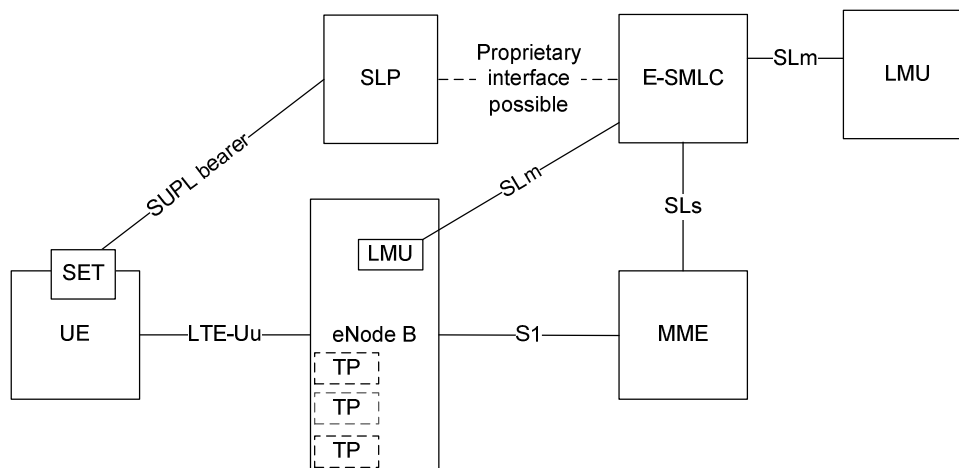 Proprietary
interface
possible
SLP
E-SMLC
SLm
LMU
SUPL bearer
SLm
SLs
LMU
SET
UE
LTE-Uu
eNode B
S1
MME
TP
TP
TP